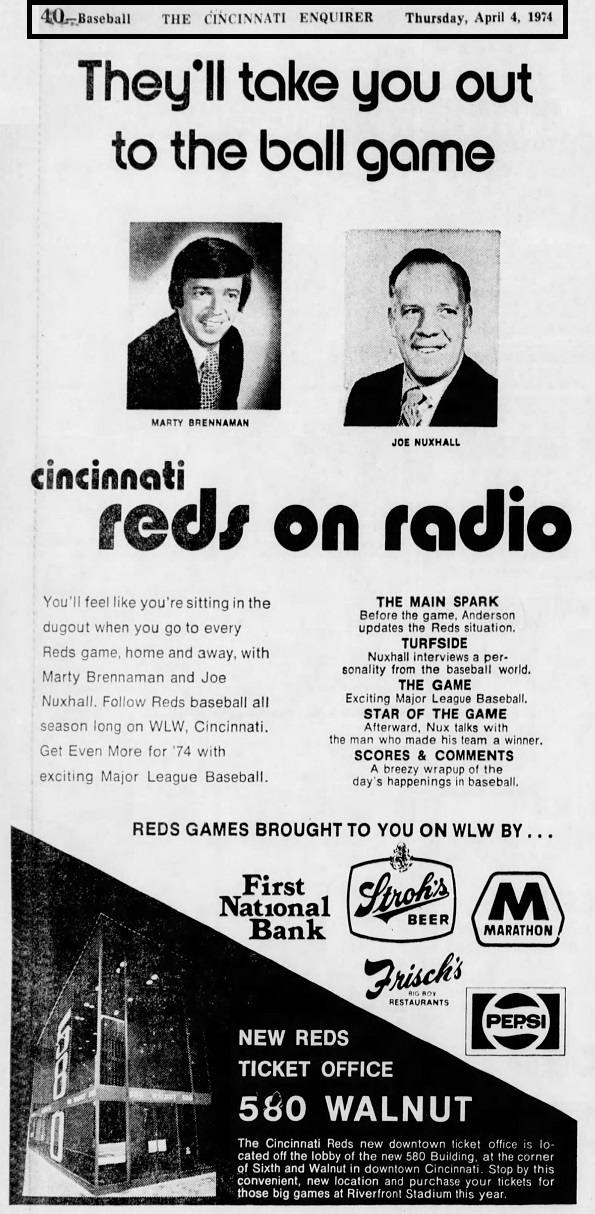 40—Baseball THE CINCINNATI ENQUIRER Thursday, April 4, 1974
They'll take you out
to the ball game
MARTY BRENNAMAN
JOE NUXHALL
cincinnati
reds on radio
You'll feel like you're sitting in the
dugout when you go to every
Reds game, home and away, with
Marty Brennaman and Joe
Nuxhall. Follow Reds baseball all
season long on WLW, Cincinnati.
Get Even More for '74 with
exciting Major League Baseball.
THE MAIN SPARK
Before the game, Anderson
updates the Reds situation.
TURFSIDE
Nuxhall interviews a per-
sonality from the baseball world.
THE GAME
Exciting Major League Baseball.
STAR OF THE GAME
Afterward, Nux talks with
the man who made his team a winner.
SCORES & COMMENTS
A breezy wrapup of the
day's happenings in baseball.
REDS GAMES BROUGHT TO YOU ON WLW BY . . .
First
National
Bank
Stroh's
BEER
M
MARATHON
Frisch's
BIG BOY
RESTAURANTS
PEPSI
580
NEW REDS
TICKET OFFICE
580 WALNUT
The Cincinnati Reds new downtown ticket office is lo-
cated off the lobby of the new 580 Building, at the corner
of Sixth and Walnut in downtown Cincinnati. Stop by this
convenient, new location and purchase your tickets for
those big games at Riverfront Stadium this year.